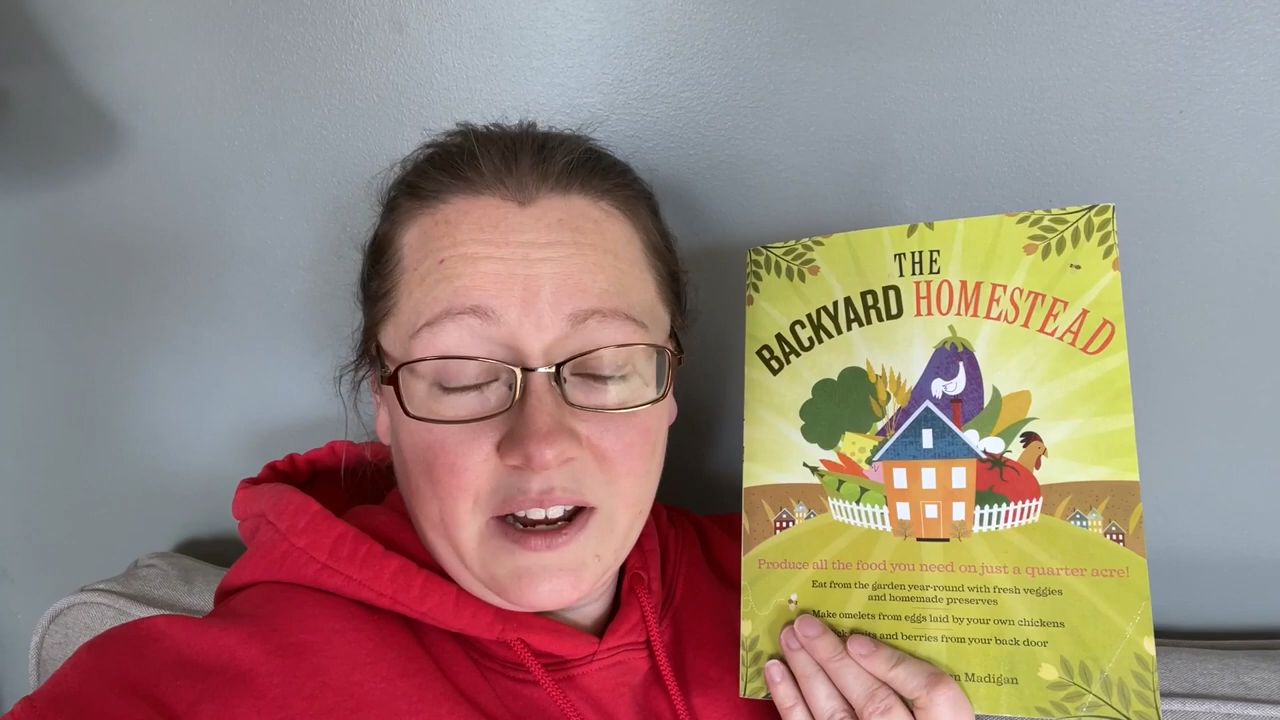 THE
BACKYARD HOMESTEAD
Produce all the food you need on just a quarter acre!
Eat from the garden year-round with fresh veggies
and homemade preserves
Make omelets from eggs laid by your own chickens
and berries from your back door
Madigan